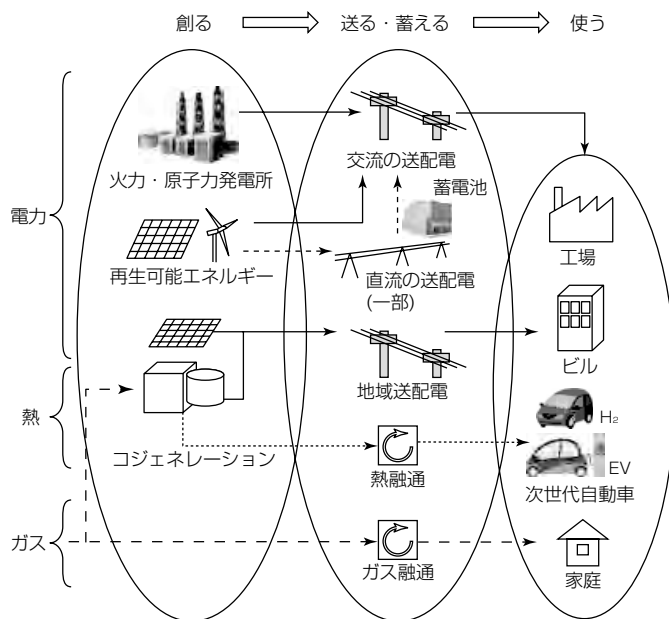 創る
送る・蓄える
使う
電力
火力・原子力発電所
交流の送配電
蓄電池
再生可能エネルギー
直流の送配電
(一部)
工場
ビル
地域送配電
熱
コジェネレーション
熱融通
H₂
EV
次世代自動車
ガス
ガス融通
家庭